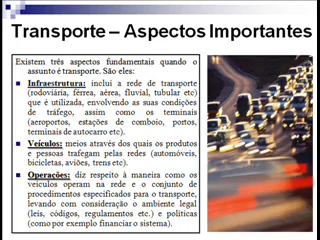 Transporte – Aspectos Importantes
Existem três aspectos fundamentais quando o
assunto é transporte. São eles:
Infraestrutura: inclui a rede de transporte
(rodoviária, férrea, aérea, fluvial, tubular etc)
que é utilizada, envolvendo as suas condições
de tráfego, assim como os terminais
(aeroportos, estações de comboio, portos,
terminais de autocarro etc).
Veículos: meios através dos quais os produtos
e pessoas trafegam pelas redes (automóveis,
bicicletas, aviões, trens etc).
Operações: diz respeito à maneira como os
veículos operam na rede e o conjunto de
procedimentos especificados para o transporte,
levando com consideração o ambiente legal
(leis, códigos, regulamentos etc.) e políticas
(como por exemplo financiar o sistema).